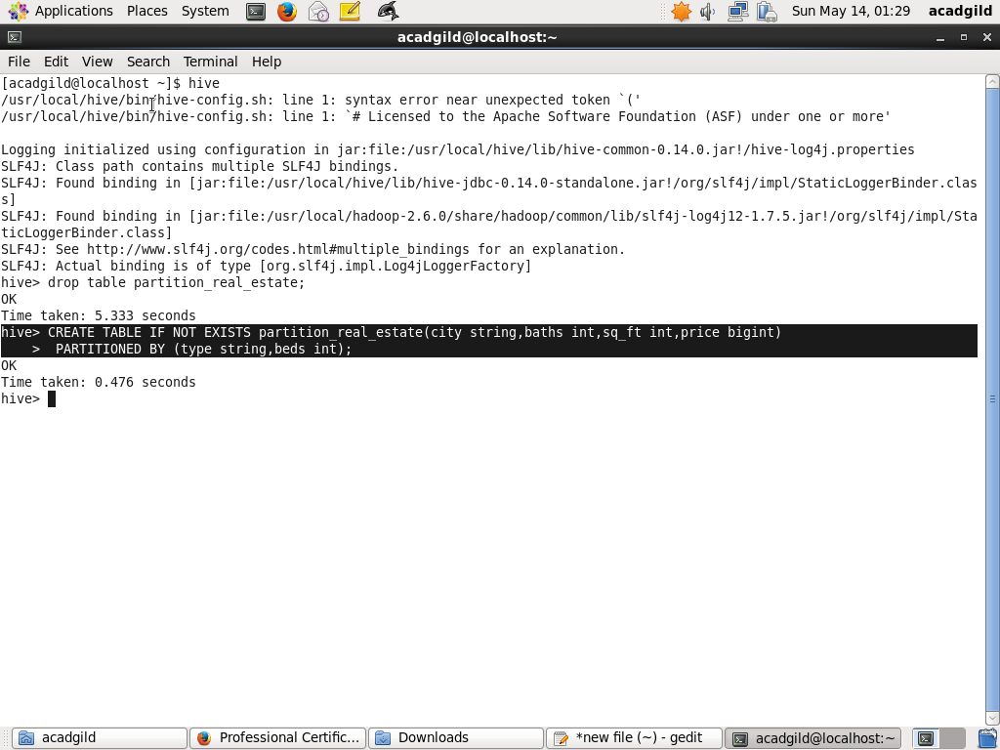 Applications Places System Sun May 14, 01:29 acadgild
acadgild@localhost:~
File Edit View Search Terminal Help
[acadgild@localhost ~]$ hive
/usr/local/hive/bin/hive-config.sh: line 1: syntax error near unexpected token `('
/usr/local/hive/bin/hive-config.sh: line 1: `# Licensed to the Apache Software Foundation (ASF) under one or more'
Logging initialized using configuration in jar:file:/usr/local/hive/lib/hive-common-0.14.0.jar!/hive-log4j.properties
SLF4J: Class path contains multiple SLF4J bindings.
SLF4J: Found binding in [jar:file:/usr/local/hive/lib/hive-jdbc-0.14.0-standalone.jar!/org/slf4j/impl/StaticLoggerBinder.clas
s]
SLF4J: Found binding in [jar:file:/usr/local/hadoop-2.6.0/share/hadoop/common/lib/slf4j-log4j12-1.7.5.jar!/org/slf4j/impl/Sta
ticLoggerBinder.class]
SLF4J: See http://www.slf4j.org/codes.html#multiple_bindings for an explanation.
SLF4J: Actual binding is of type [org.slf4j.impl.Log4jLoggerFactory]
hive> drop table partition_real_estate;
OK
Time taken: 5.333 seconds
hive> CREATE TABLE IF NOT EXISTS partition_real_estate(city string,baths int,sq_ft int,price bigint)
    >  PARTITIONED BY (type string,beds int);
OK
Time taken: 0.476 seconds
hive>
acadgild Professional Certific... Downloads *new file (~) - gedit acadgild@localhost:~